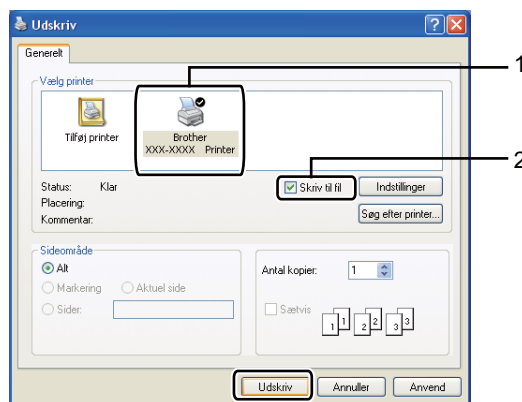 Udskriv
Generelt
1
Vælg printer
Tilføj printer
Brother
XXX-XXXX Printer
2
Status: Klar
Skriv til fil
Indstillinger
Placering:
Kommentar:
Søg efter printer...
Sideområde
Alt
Antal kopier: 1
Markering
Aktuel side
Sider:
Sætvis
1 1 2 2 3 3
Udskriv
Annuller
Anvend